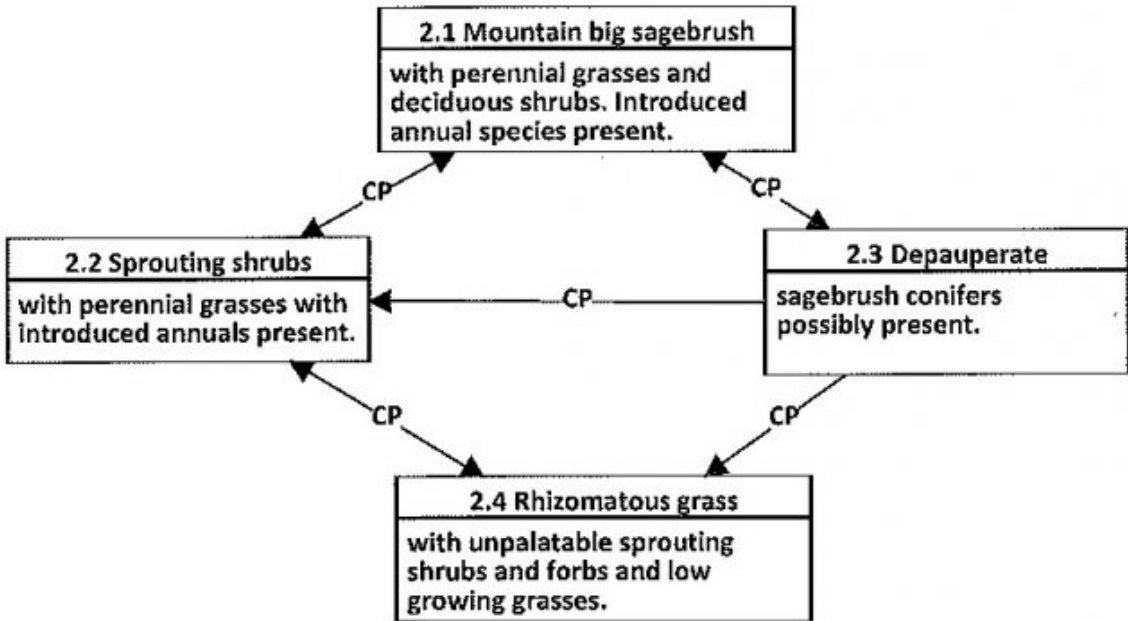 2.1 Mountain big sagebrush
with perennial grasses and
deciduous shrubs. Introduced
annual species present.
CP
CP
2.2 Sprouting shrubs
with perennial grasses with
introduced annuals present.
CP
2.3 Depauperate
sagebrush conifers
possibly present.
CP
CP
2.4 Rhizomatous grass
with unpalatable sprouting
shrubs and forbs and low
growing grasses.